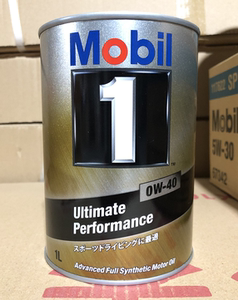 Mobil
1
TM
0W-40
Ultimate
Performance
スポーツドライビングに最適
1L
Advanced Full Synthetic Motor Oil
Mobil
5W-30